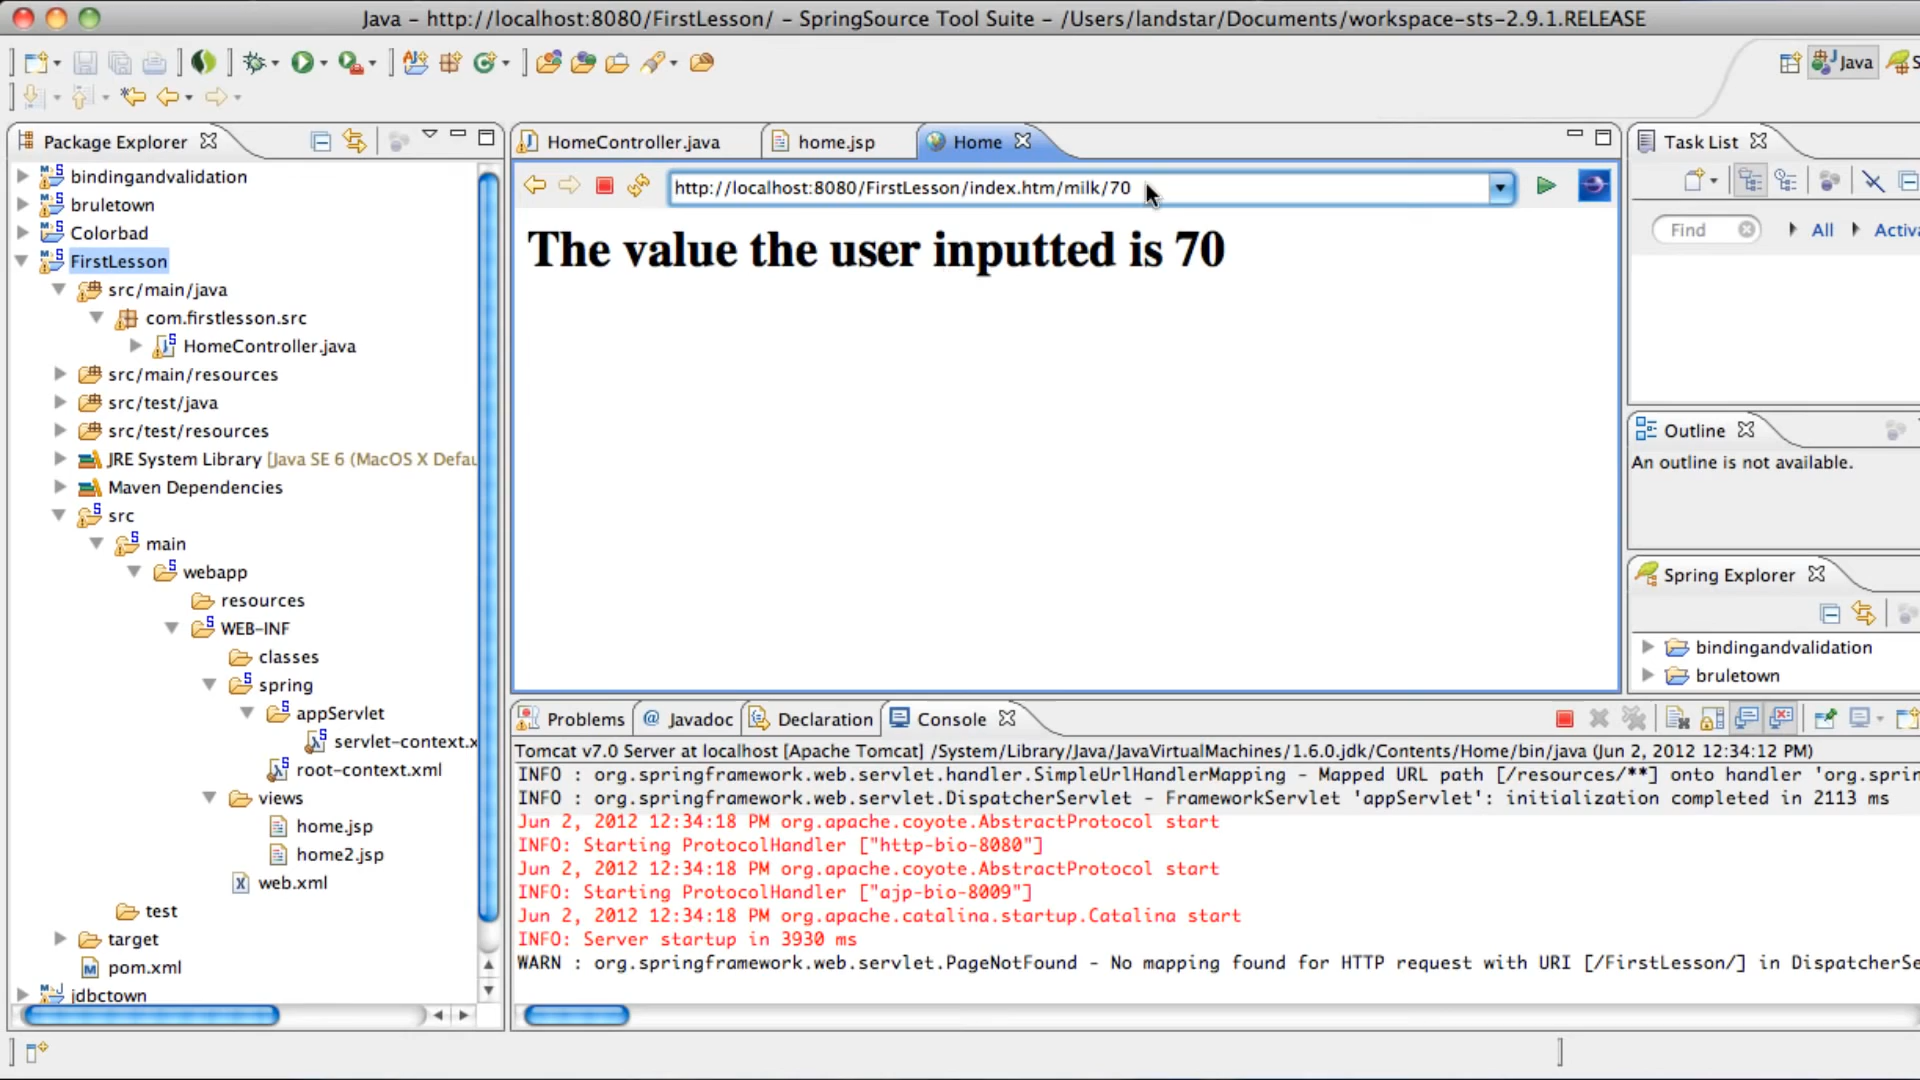 Java – http://localhost:8080/FirstLesson/ – SpringSource Tool Suite – /Users/landstar/Documents/workspace-sts-2.9.1.RELEASE
Java
Package Explorer
bindingandvalidation
bruletown
Colorbad
FirstLesson
src/main/java
com.firstlesson.src
HomeController.java
src/main/resources
src/test/java
src/test/resources
JRE System Library [Java SE 6 (MacOS X Defau
Maven Dependencies
src
main
webapp
resources
WEB-INF
classes
spring
appServlet
servlet-context.x
root-context.xml
views
home.jsp
home2.jsp
web.xml
test
target
pom.xml
jdbctown
HomeController.java
home.jsp
Home
http://localhost:8080/FirstLesson/index.htm/milk/70
The value the user inputted is 70
Task List
Find
All
Activa
Outline
An outline is not available.
Spring Explorer
bindingandvalidation
bruletown
Problems
@ Javadoc
Declaration
Console
Tomcat v7.0 Server at localhost [Apache Tomcat] /System/Library/Java/JavaVirtualMachines/1.6.0.jdk/Contents/Home/bin/java (Jun 2, 2012 12:34:12 PM)
INFO : org.springframework.web.servlet.handler.SimpleUrlHandlerMapping - Mapped URL path [/resources/**] onto handler 'org.sprin
INFO : org.springframework.web.servlet.DispatcherServlet - FrameworkServlet 'appServlet': initialization completed in 2113 ms
Jun 2, 2012 12:34:18 PM org.apache.coyote.AbstractProtocol start
INFO: Starting ProtocolHandler ["http-bio-8080"]
Jun 2, 2012 12:34:18 PM org.apache.coyote.AbstractProtocol start
INFO: Starting ProtocolHandler ["ajp-bio-8009"]
Jun 2, 2012 12:34:18 PM org.apache.catalina.startup.Catalina start
INFO: Server startup in 3930 ms
WARN : org.springframework.web.servlet.PageNotFound - No mapping found for HTTP request with URI [/FirstLesson/] in DispatcherSe